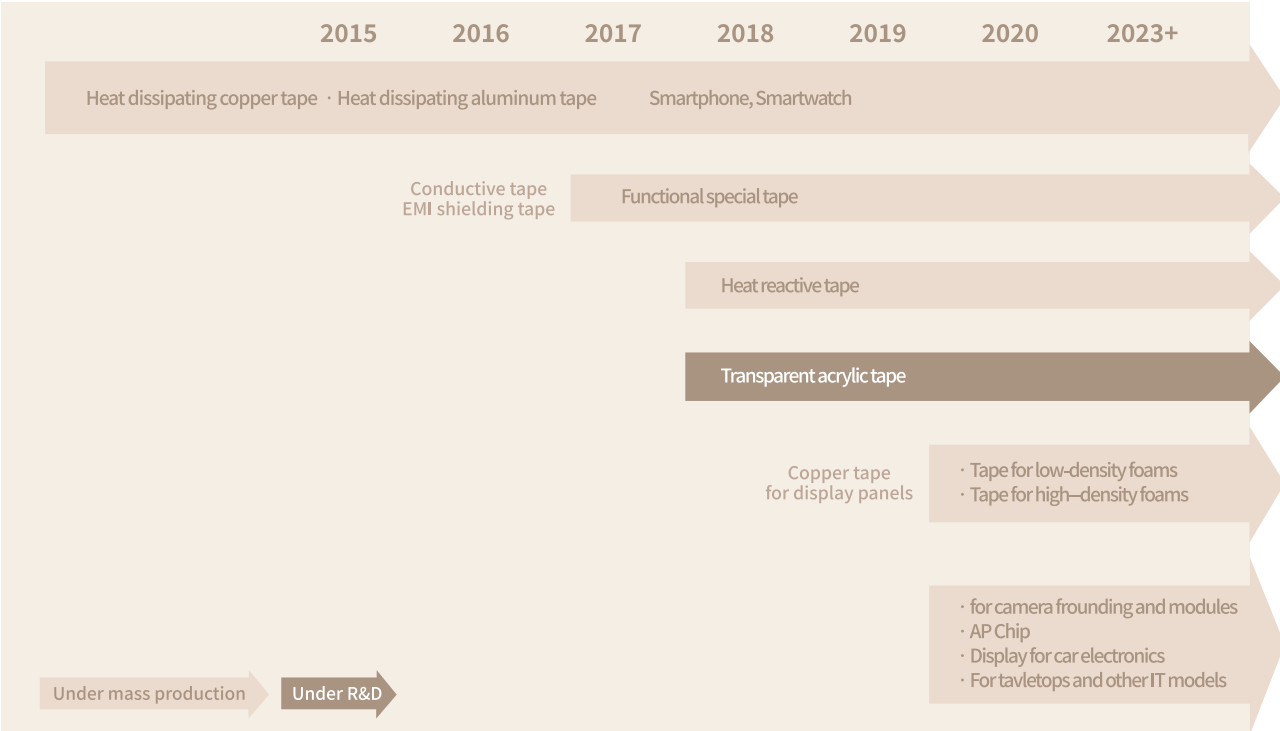 2015 2016 2017 2018 2019 2020 2023+
Heat dissipating copper tape · Heat dissipating aluminum tape Smartphone, Smartwatch
Conductive tape
EMI shielding tape
Functional special tape
Heat reactive tape
Transparent acrylic tape
Copper tape
for display panels
· Tape for low-density foams
· Tape for high–density foams
· for camera frounding and modules
· AP Chip
· Display for car electronics
· For tavletops and other IT models
Under mass production
Under R&D